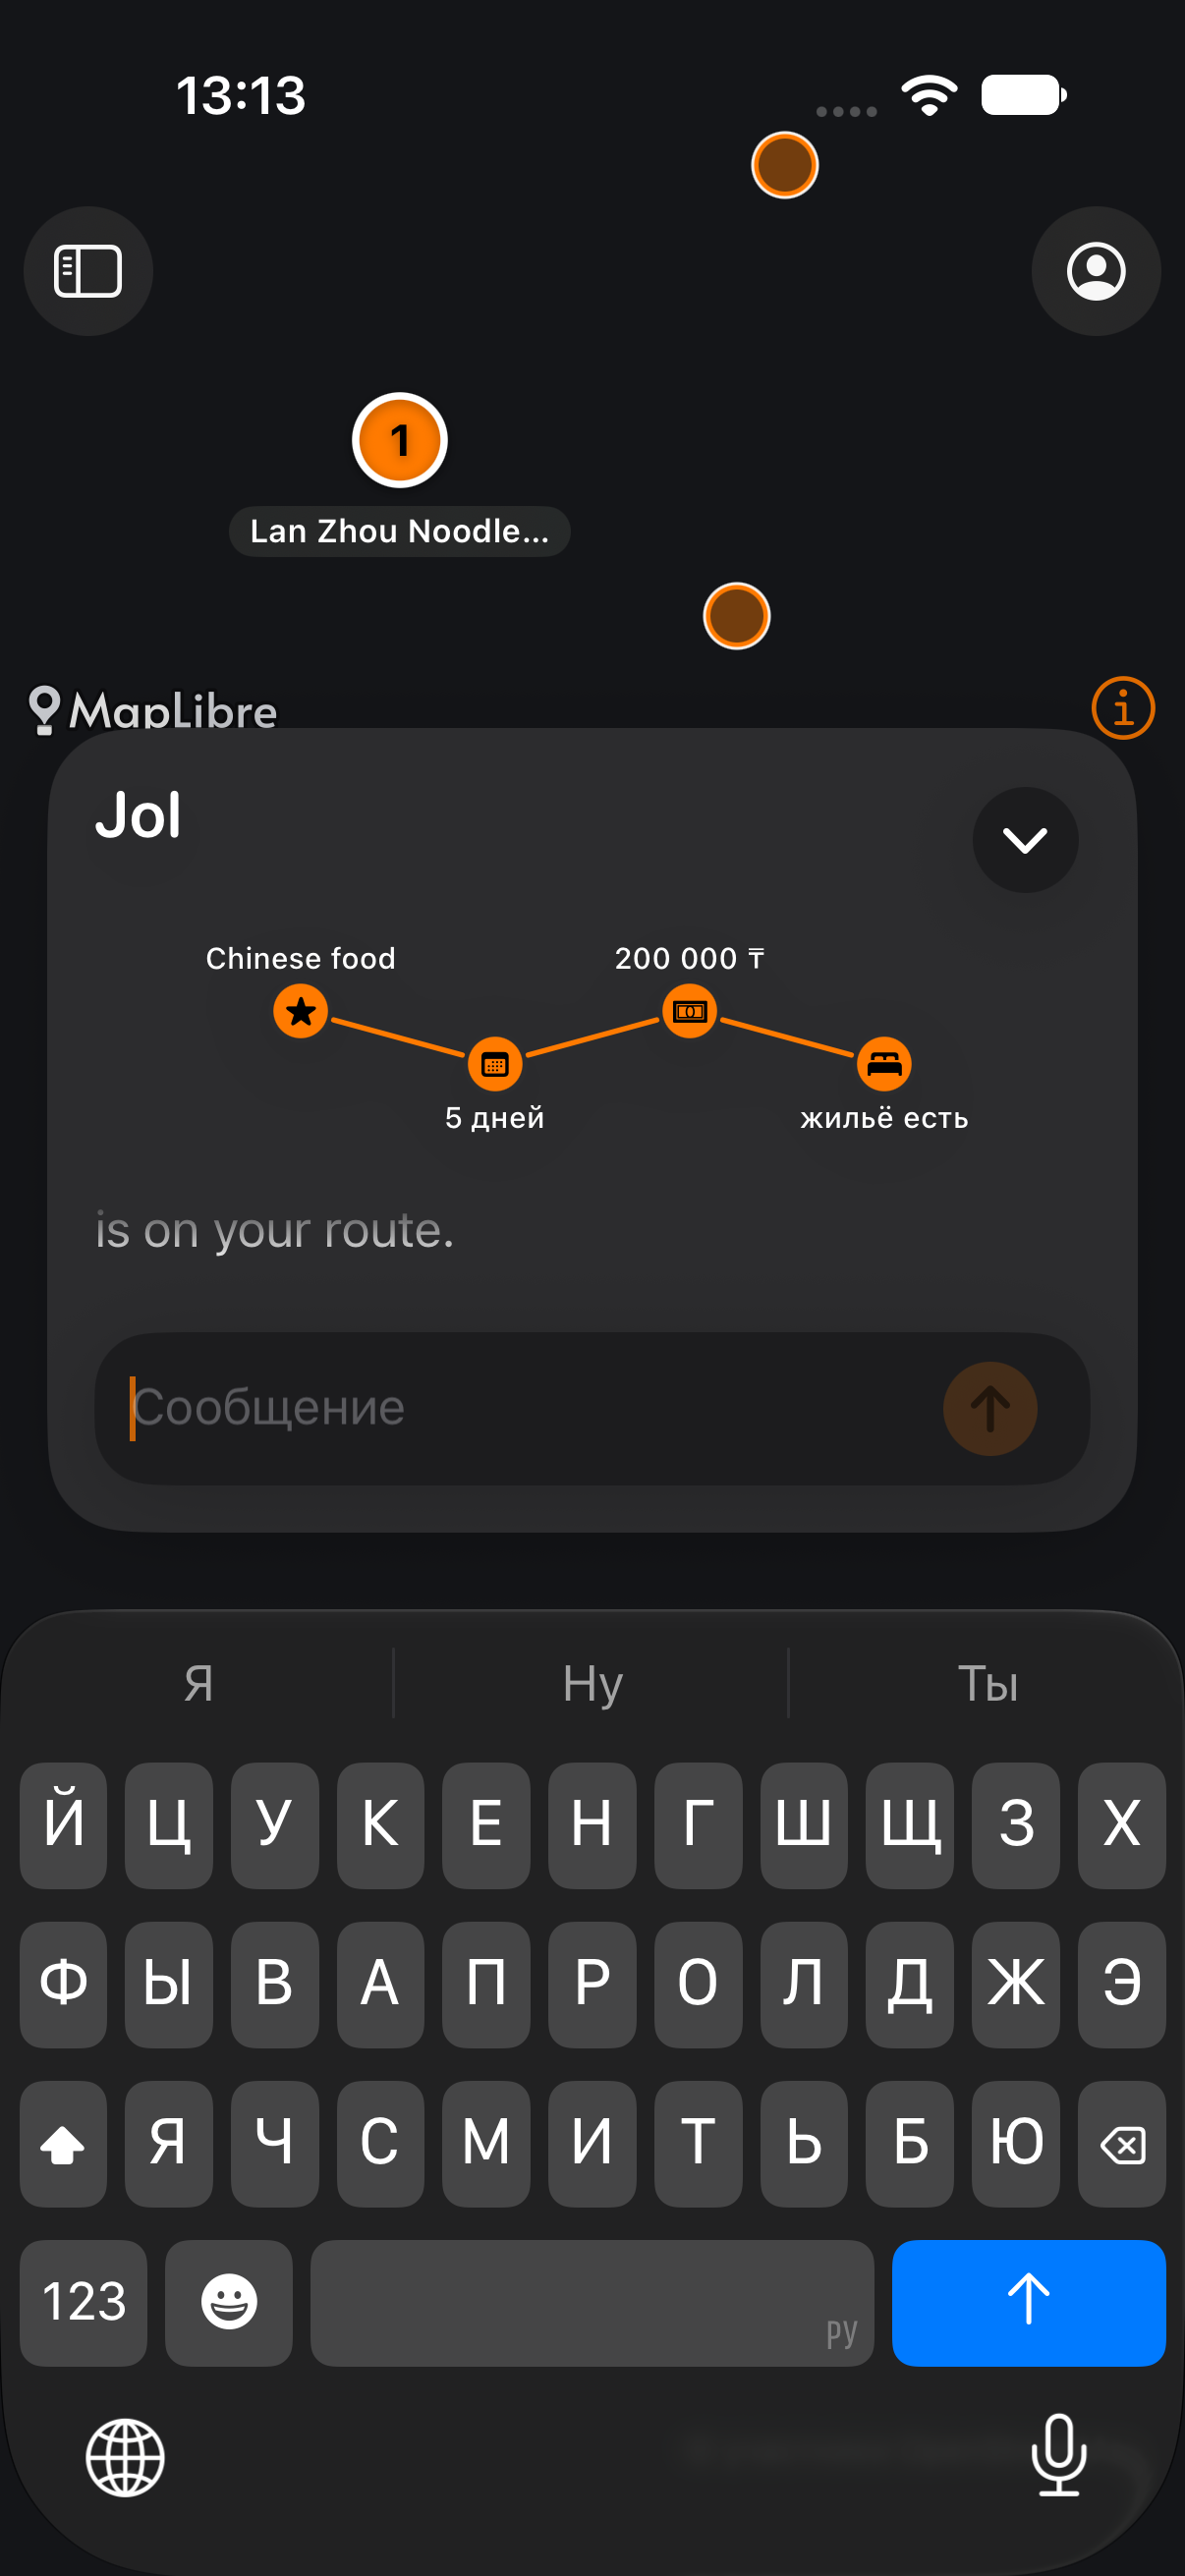 13:13
1
Lan Zhou Noodle...
MapLibre
Jol
Chinese food
200 000 ₸
5 дней
жильё есть
is on your route.
Сообщение
Я Ну Ты
Й Ц У К Е Н Г Ш Щ З Х
Ф Ы В А П Р О Л Д Ж Э
Я Ч С М И Т Ь Б Ю
123
РУ